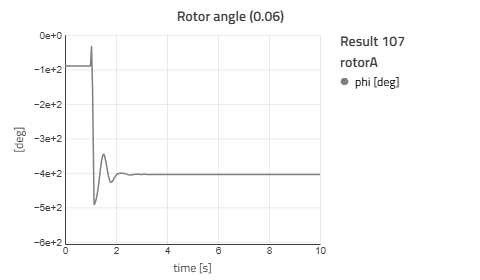 Rotor angle (0.06)
Result 107
rotorA
phi [deg]
[deg]
0e+0
−1e+2
−2e+2
−3e+2
−4e+2
−5e+2
−6e+2
0 2 4 6 8 10
time [s]